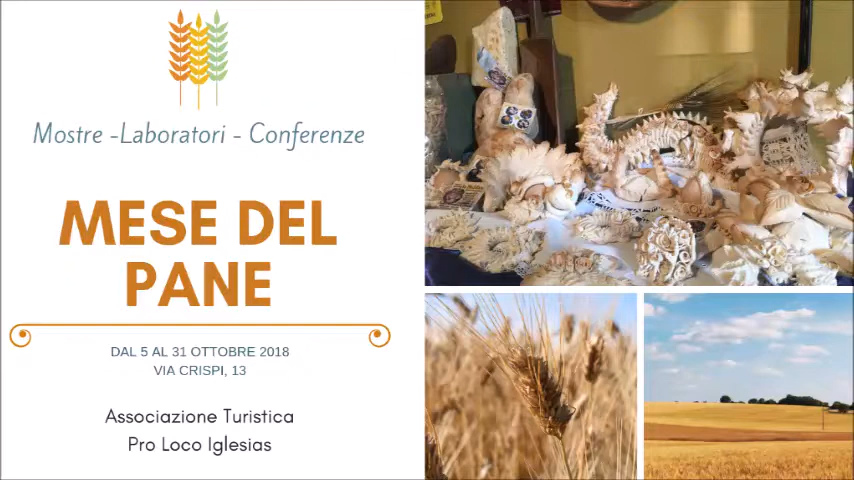 Mostre -Laboratori - Conferenze
MESE DEL
PANE
DAL 5 AL 31 OTTOBRE 2018
VIA CRISPI, 13
Associazione Turistica
Pro Loco Iglesias